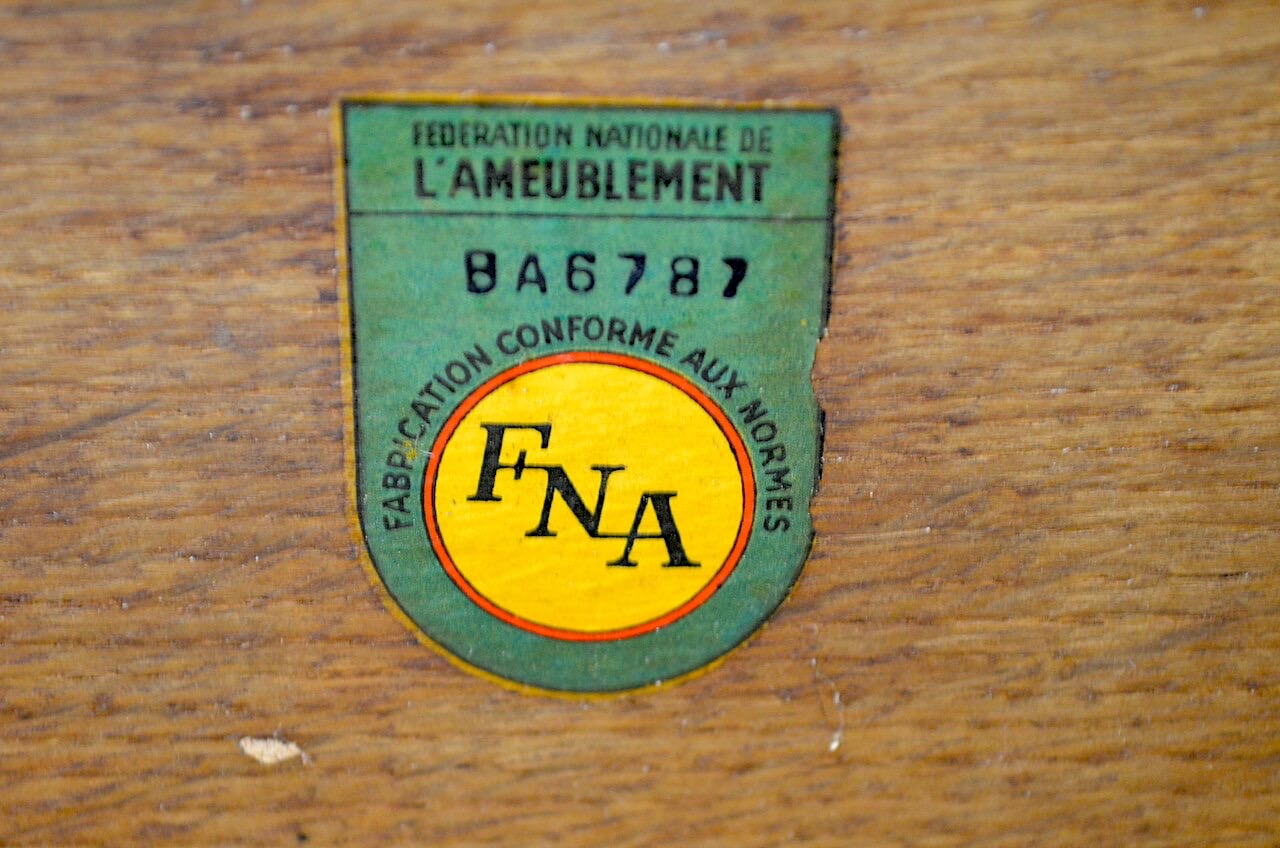 FEDERATION NATIONALE DE
L'AMEUBLEMENT
BA6787
FABRICATION CONFORME AUX NORMES
FNA